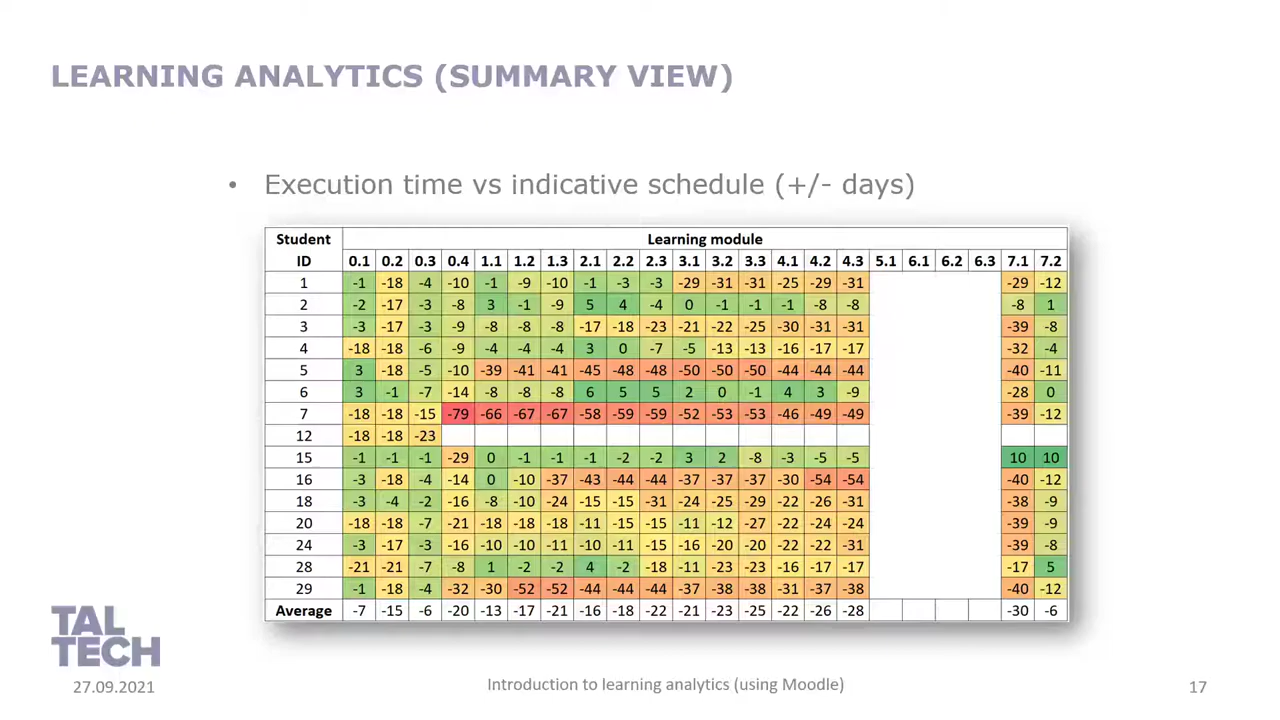 LEARNING ANALYTICS (SUMMARY VIEW)
• Execution time vs indicative schedule (+/- days)
Student ID Learning module
0.1 0.2 0.3 0.4 1.1 1.2 1.3 2.1 2.2 2.3 3.1 3.2 3.3 4.1 4.2 4.3 5.1 6.1 6.2 6.3 7.1 7.2
1 -1 -18 -4 -10 -1 -9 -10 -1 -3 -3 -29 -31 -31 -25 -29 -31 -29 -12
2 -2 -17 -3 -8 3 -1 -9 5 4 -4 0 -1 -1 -1 -8 -8 -8 1
3 -3 -17 -3 -9 -8 -8 -8 -17 -18 -23 -21 -22 -25 -30 -31 -31 -39 -8
4 -18 -18 -6 -9 -4 -4 -4 3 0 -7 -5 -13 -13 -16 -17 -17 -32 -4
5 3 -18 -5 -10 -39 -41 -41 -45 -48 -48 -50 -50 -50 -44 -44 -44 -40 -11
6 3 -1 -7 -14 -8 -8 -8 6 5 5 2 0 -1 4 3 -9 -28 0
7 -18 -18 -15 -79 -66 -67 -67 -58 -59 -59 -52 -53 -53 -46 -49 -49 -39 -12
12 -18 -18 -23
15 -1 -1 -1 -29 0 -1 -1 -1 -2 -2 3 2 -8 -3 -5 -5 10 10
16 -3 -18 -4 -14 0 -10 -37 -43 -44 -44 -37 -37 -37 -30 -54 -54 -40 -12
18 -3 -4 -2 -16 -8 -10 -24 -15 -15 -31 -24 -25 -29 -22 -26 -31 -38 -9
20 -18 -18 -7 -21 -18 -18 -18 -11 -15 -15 -11 -12 -27 -22 -24 -24 -39 -9
24 -3 -17 -3 -16 -10 -10 -11 -10 -11 -15 -16 -20 -20 -22 -22 -31 -39 -8
28 -21 -21 -7 -8 1 -2 -2 4 -2 -18 -11 -23 -23 -16 -17 -17 -17 5
29 -1 -18 -4 -32 -30 -52 -52 -44 -44 -44 -37 -38 -38 -31 -37 -38 -40 -12
Average -7 -15 -6 -20 -13 -17 -21 -16 -18 -22 -21 -23 -25 -22 -26 -28 -30 -6
TAL
TECH
27.09.2021 Introduction to learning analytics (using Moodle) 17